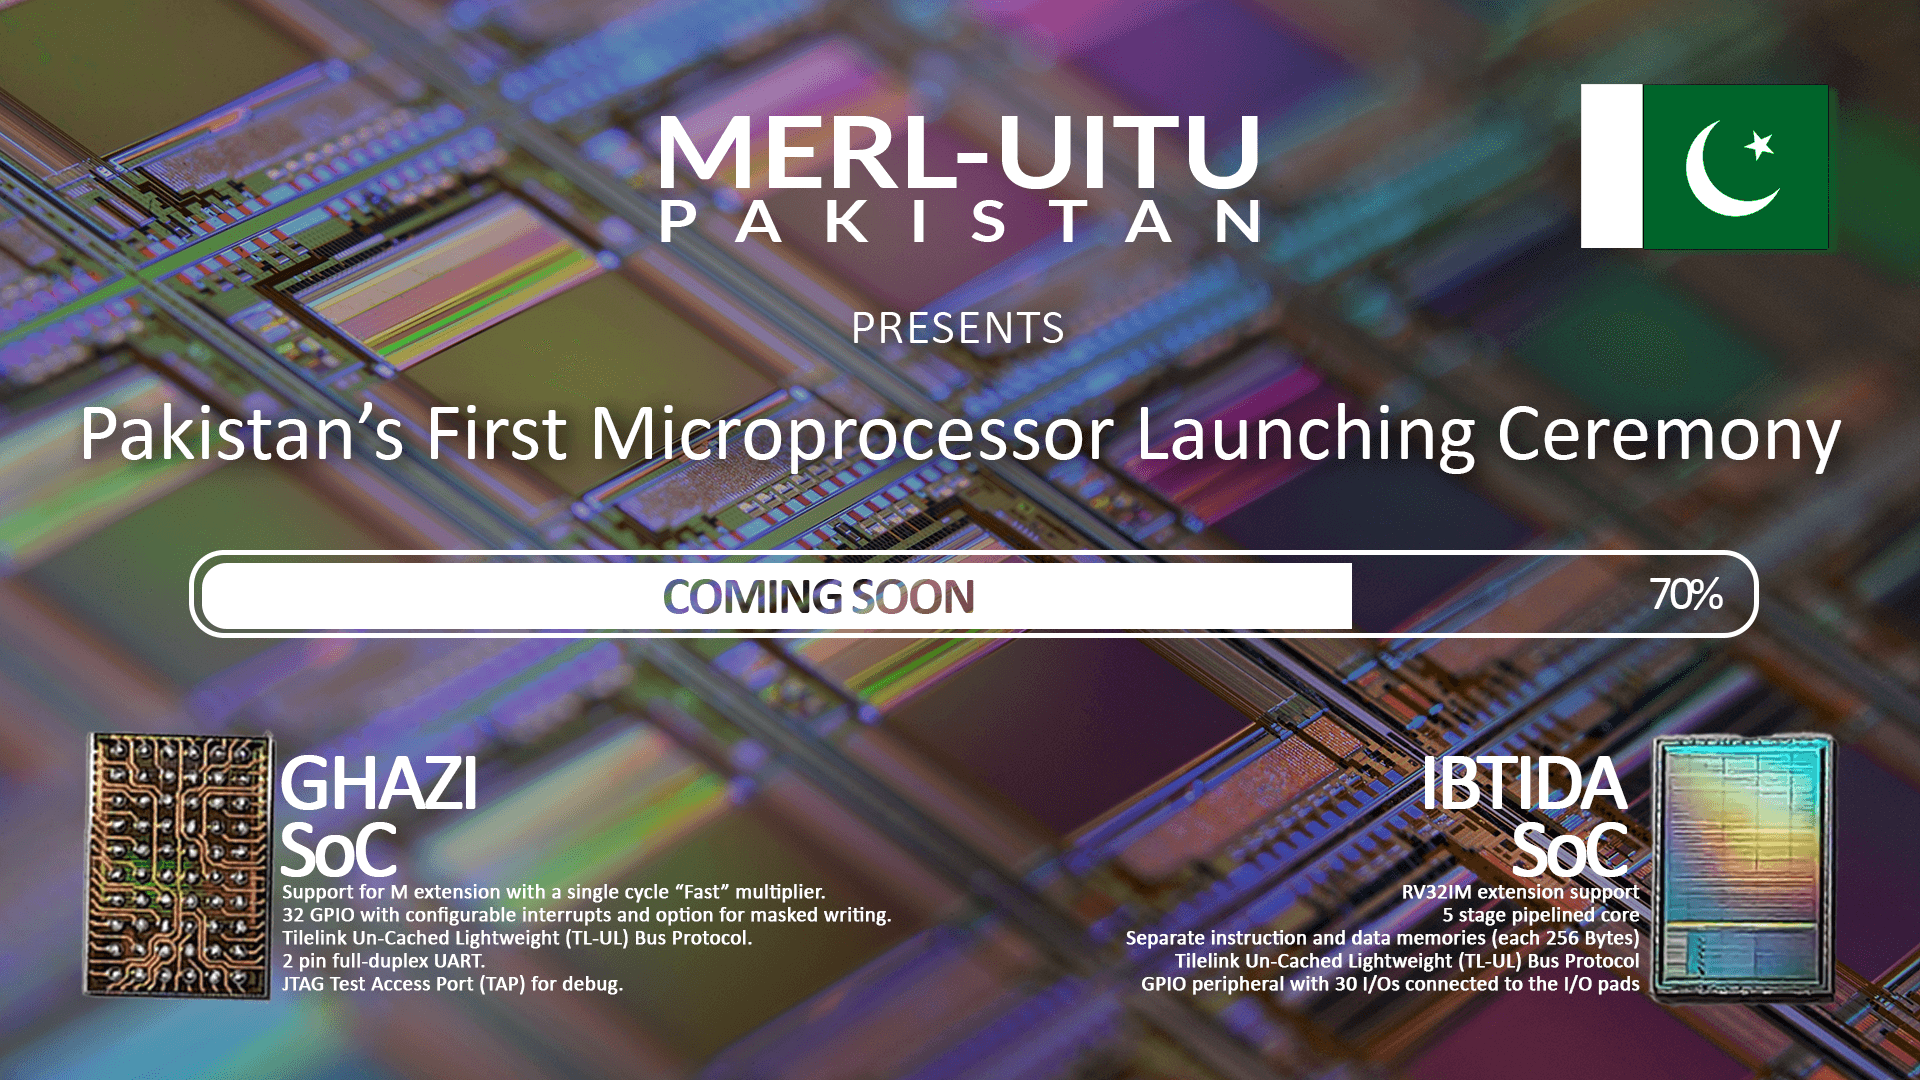 MERL-UITU
PAKISTAN
PRESENTS
Pakistan’s First Microprocessor Launching Ceremony
COMING SOON
70%
GHAZI
SoC
Support for M extension with a single cycle “Fast” multiplier.
32 GPIO with configurable interrupts and option for masked writing.
Tilelink Un-Cached Lightweight (TL-UL) Bus Protocol.
2 pin full-duplex UART.
JTAG Test Access Port (TAP) for debug.
IBTIDA
SoC
RV32IM extension support
5 stage pipelined core
Separate instruction and data memories (each 256 Bytes)
Tilelink Un-Cached Lightweight (TL-UL) Bus Protocol
GPIO peripheral with 30 I/Os connected to the I/O pads